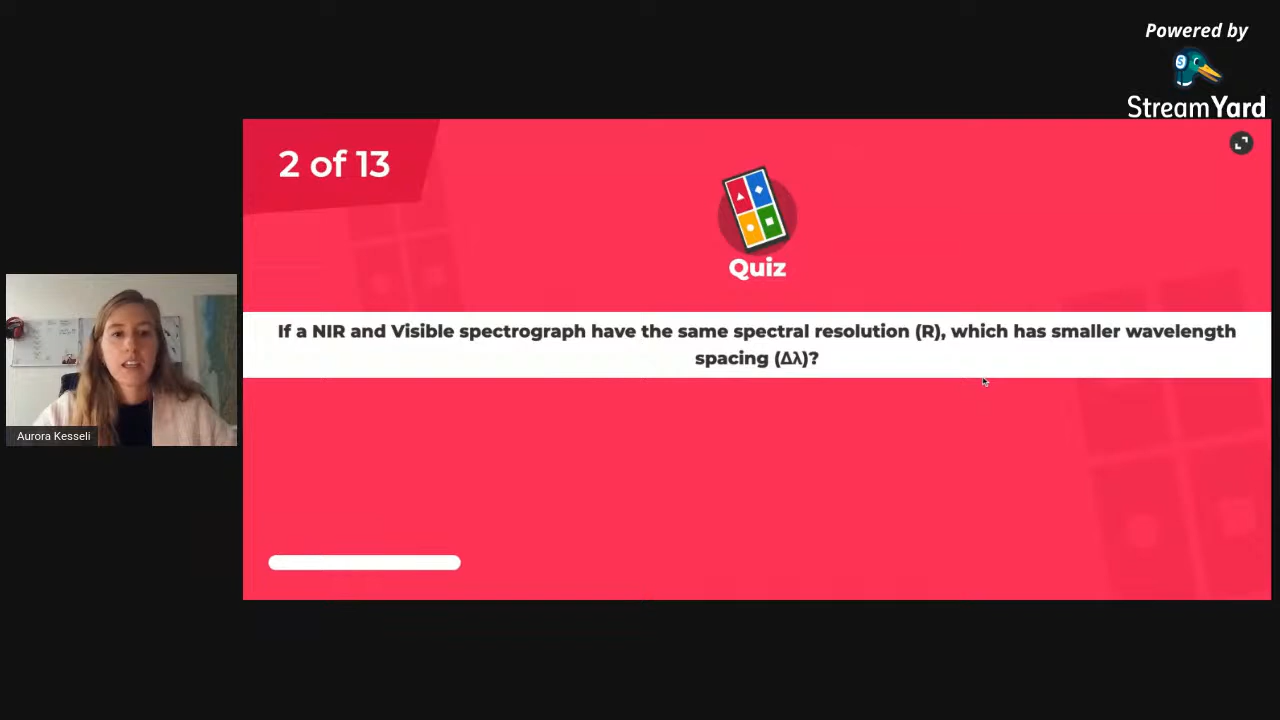 Powered by
StreamYard
2 of 13
Quiz
If a NIR and Visible spectrograph have the same spectral resolution (R), which has smaller wavelength
spacing (Δλ)?
Aurora Kesseli